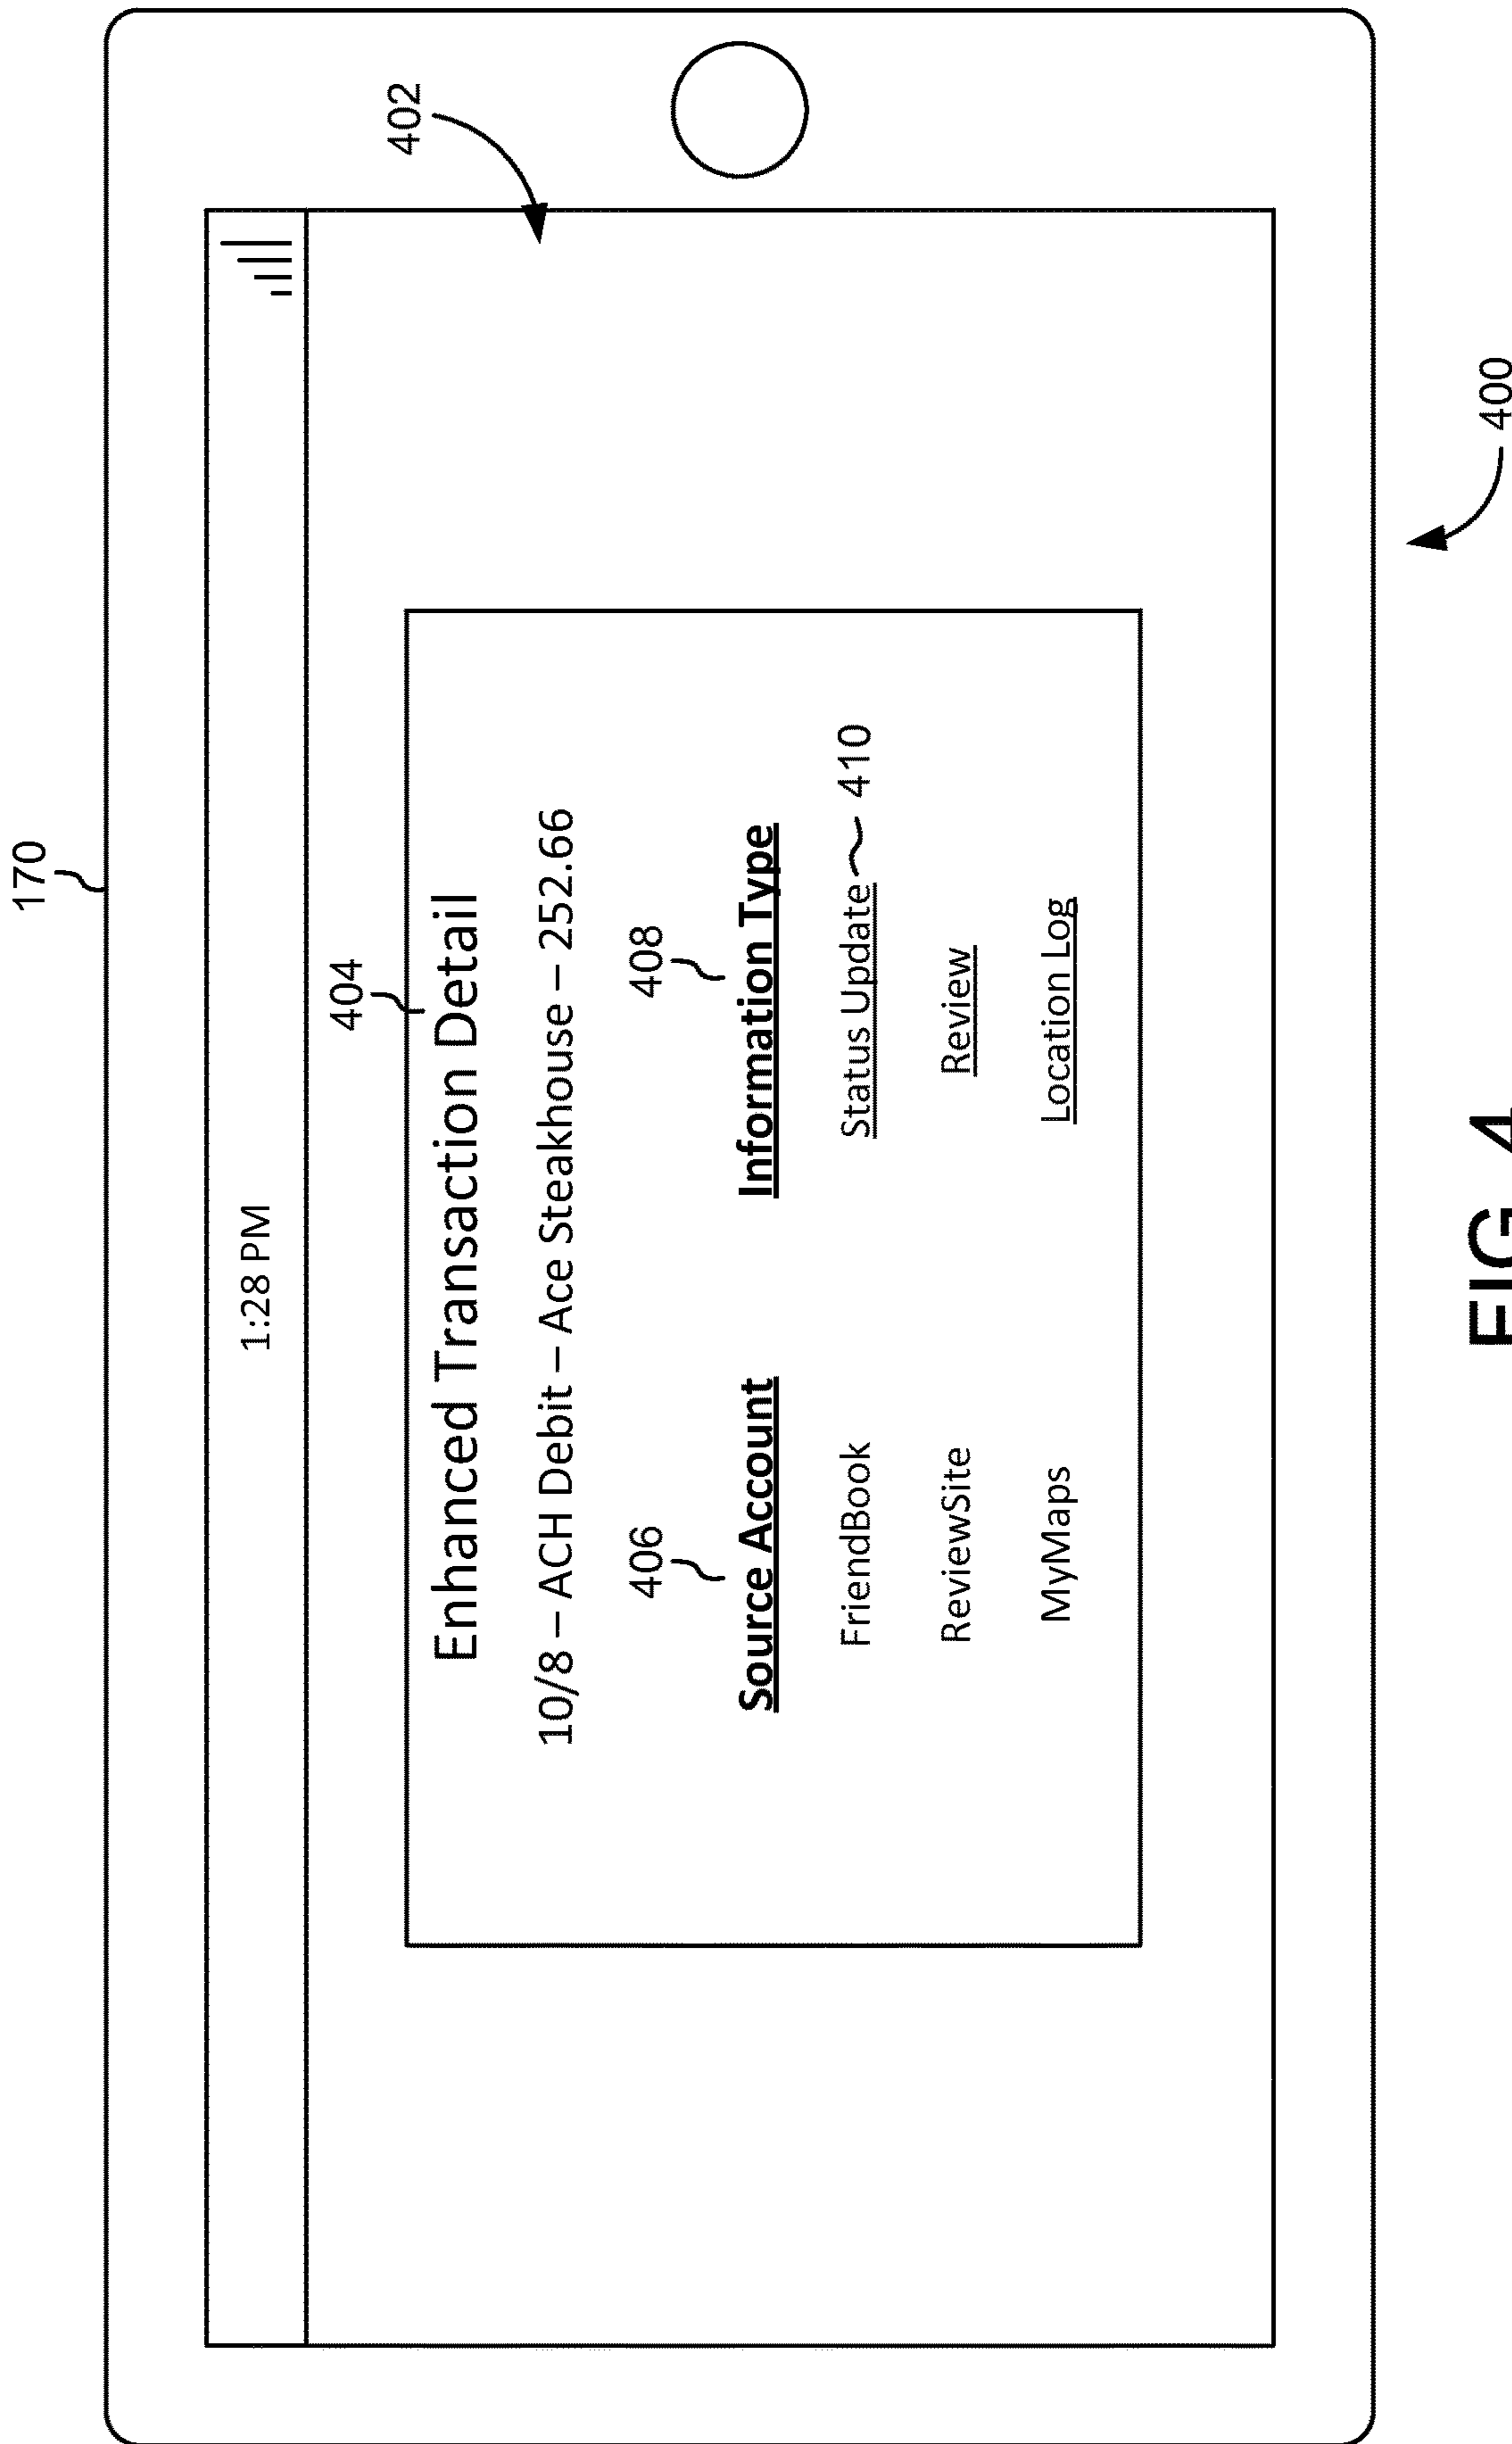 170
1:28 PM
402
404
Enhanced Transaction Detail
10/8 – ACH Debit – Ace Steakhouse – 252.66
406 408
Source Account Information Type
FriendBook Status Update 410
ReviewSite Review
MyMaps Location Log
400
FIG. 4